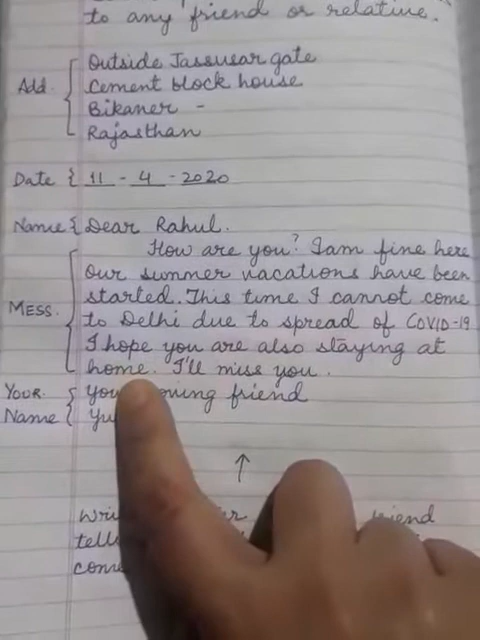 to any friend or relative.
Add. Outside Jassusar gate
Cement block house
Bikaner -
Rajasthan
Date 11 - 4 - 2020
Name Dear Rahul.
How are you? I am fine here
Our summer vacations have been
started. This time I cannot come
MESS. to Delhi due to spread of COVID-19
I hope you are also staying at
home. I'll miss you.
Your friend
Name
friend